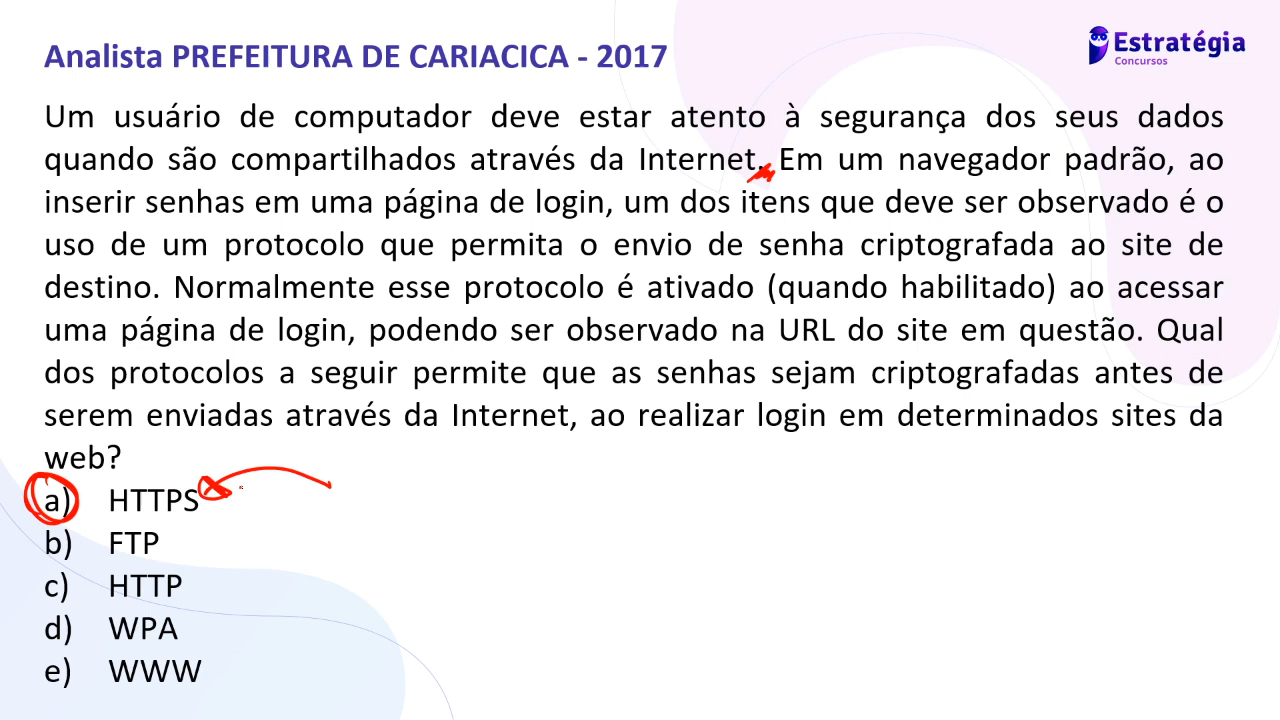 Analista PREFEITURA DE CARIACICA - 2017
Estratégia
Concursos
Um usuário de computador deve estar atento à segurança dos seus dados
quando são compartilhados através da Internet. Em um navegador padrão, ao
inserir senhas em uma página de login, um dos itens que deve ser observado é o
uso de um protocolo que permita o envio de senha criptografada ao site de
destino. Normalmente esse protocolo é ativado (quando habilitado) ao acessar
uma página de login, podendo ser observado na URL do site em questão. Qual
dos protocolos a seguir permite que as senhas sejam criptografadas antes de
serem enviadas através da Internet, ao realizar login em determinados sites da
web?
a) HTTPS
b) FTP
c) HTTP
d) WPA
e) WWW